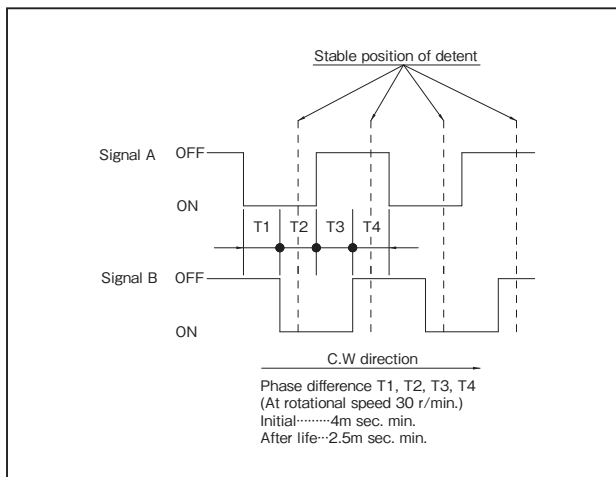 Stable position of detent
Signal A OFF
ON
T1 T2 T3 T4
Signal B OFF
ON
C.W direction
Phase difference T1, T2, T3, T4
(At rotational speed 30 r/min.)
Initial·········4m sec. min.
After life···2.5m sec. min.